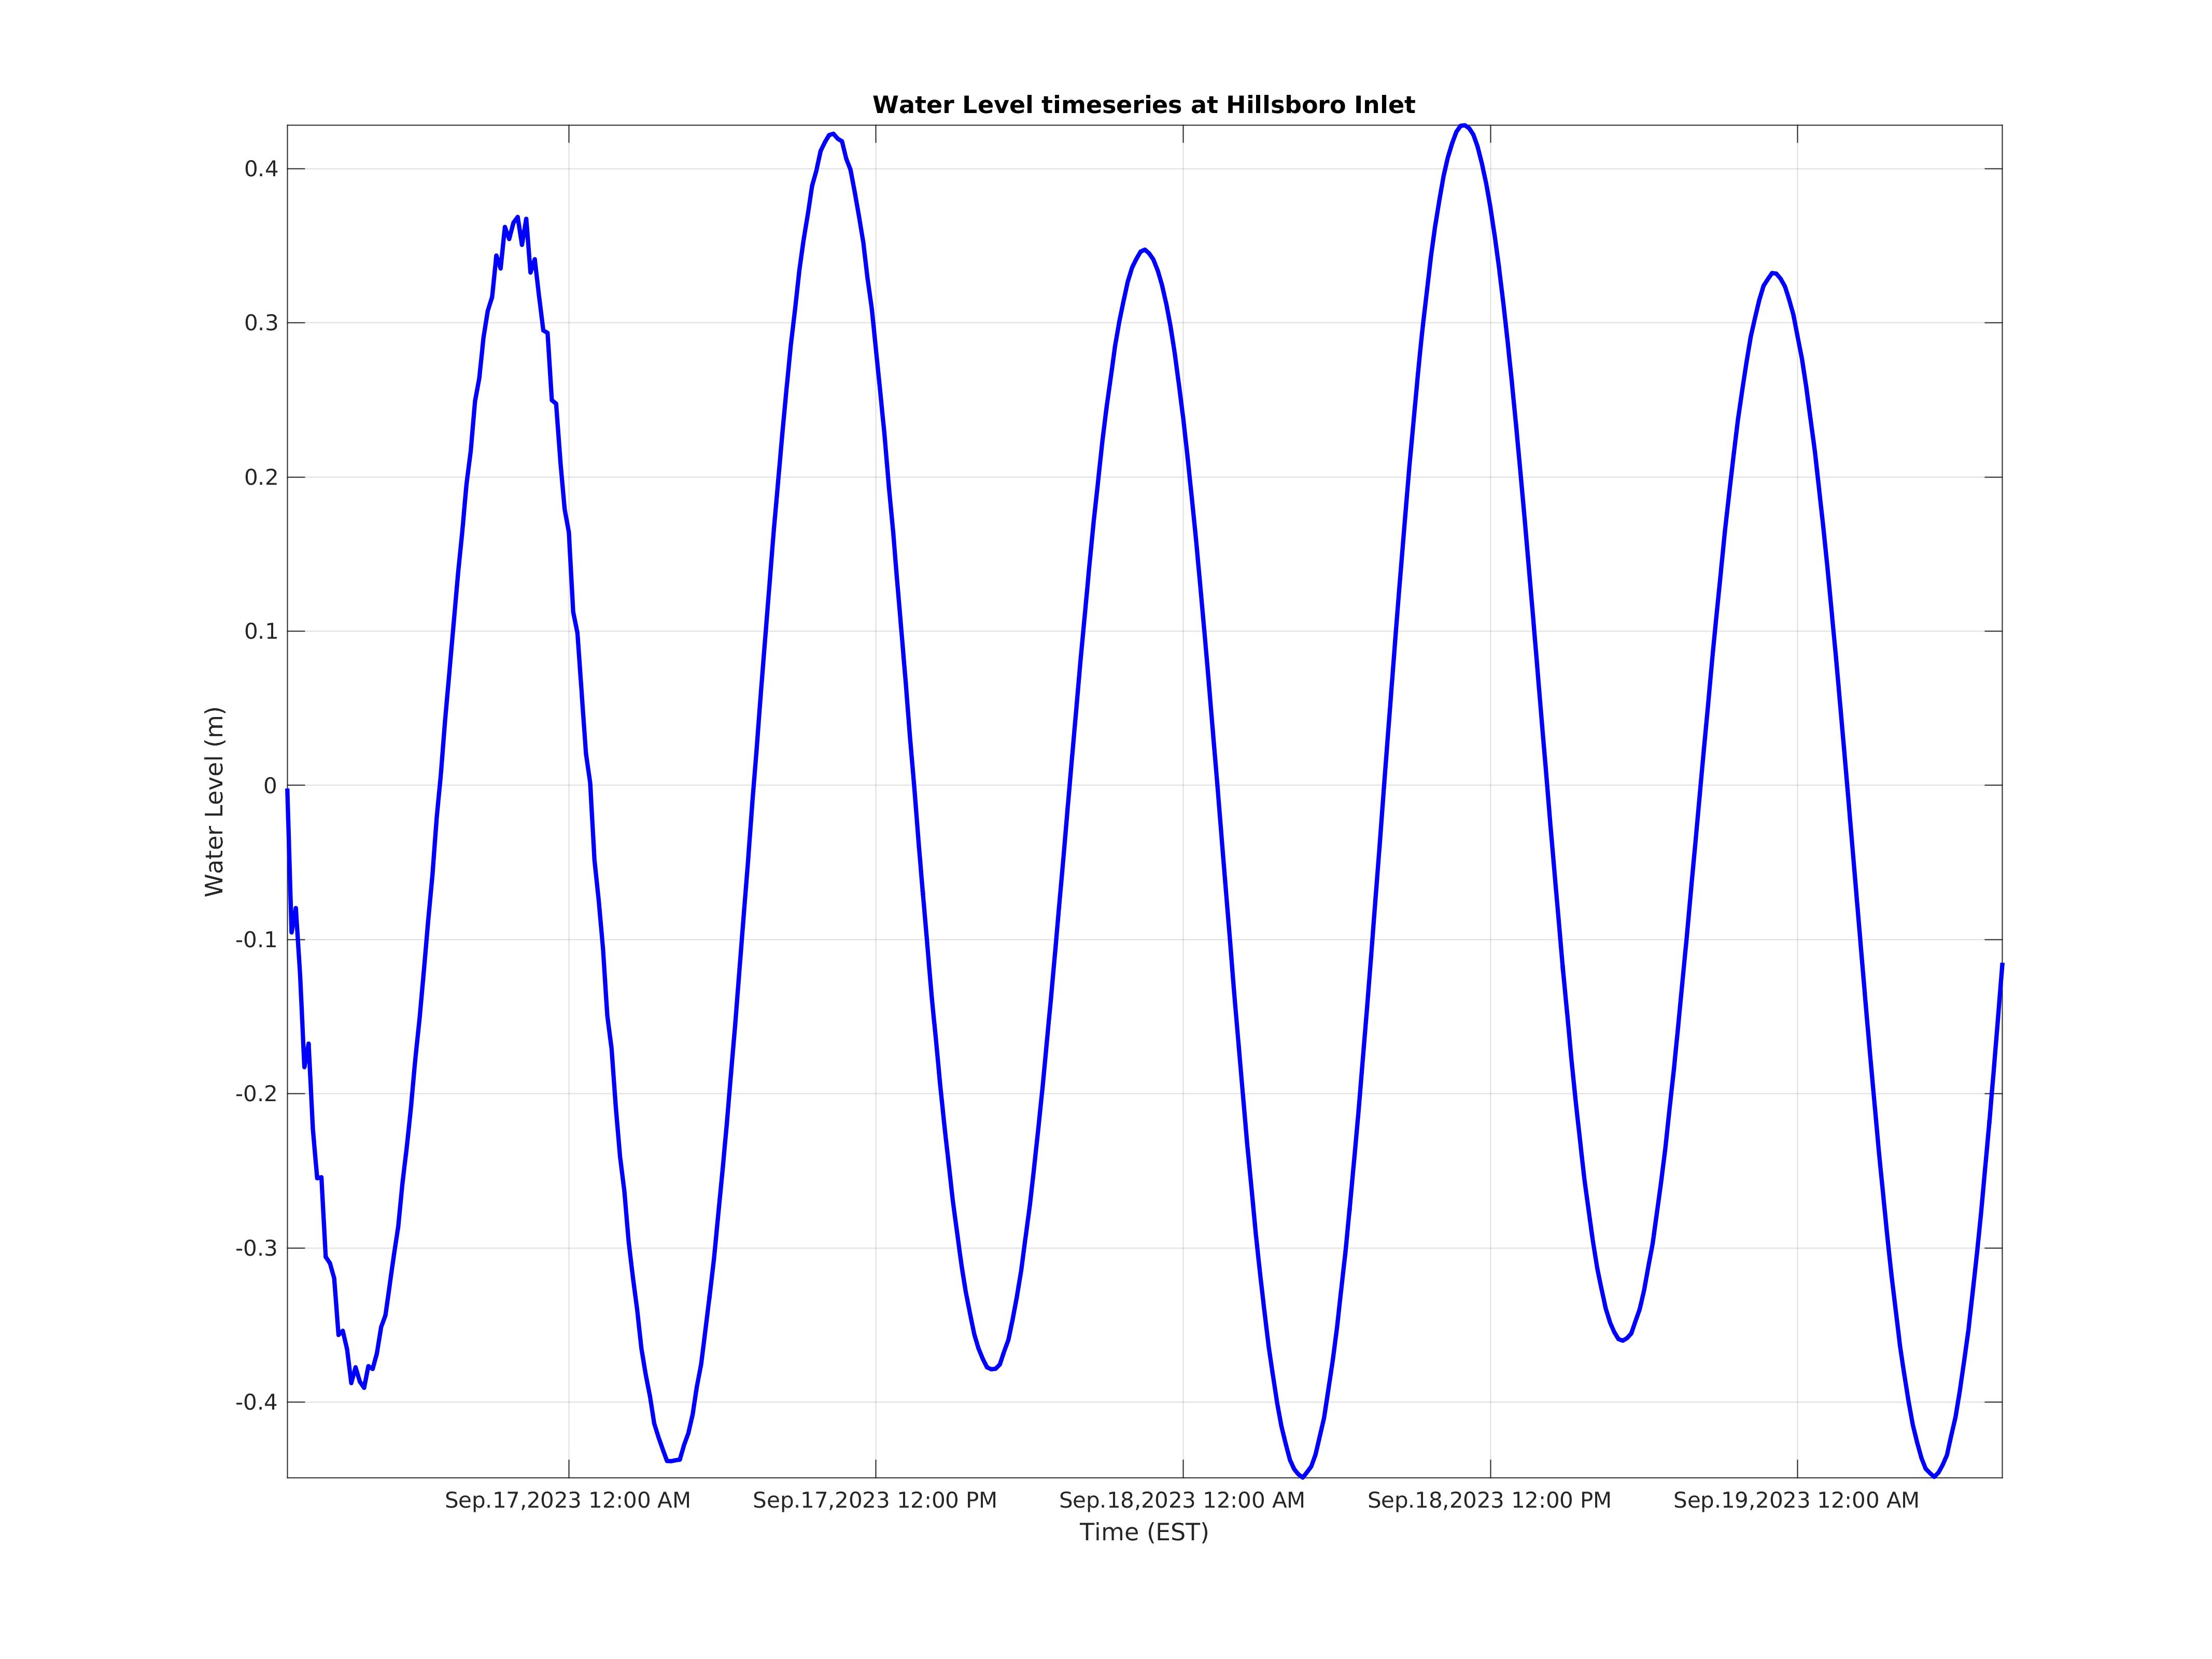 Water Level timeseries at Hillsboro Inlet
0.4
0.3
0.2
0.1
0
-0.1
-0.2
-0.3
-0.4
Water Level (m)
Sep.17,2023 12:00 AM
Sep.17,2023 12:00 PM
Sep.18,2023 12:00 AM
Sep.18,2023 12:00 PM
Sep.19,2023 12:00 AM
Time (EST)